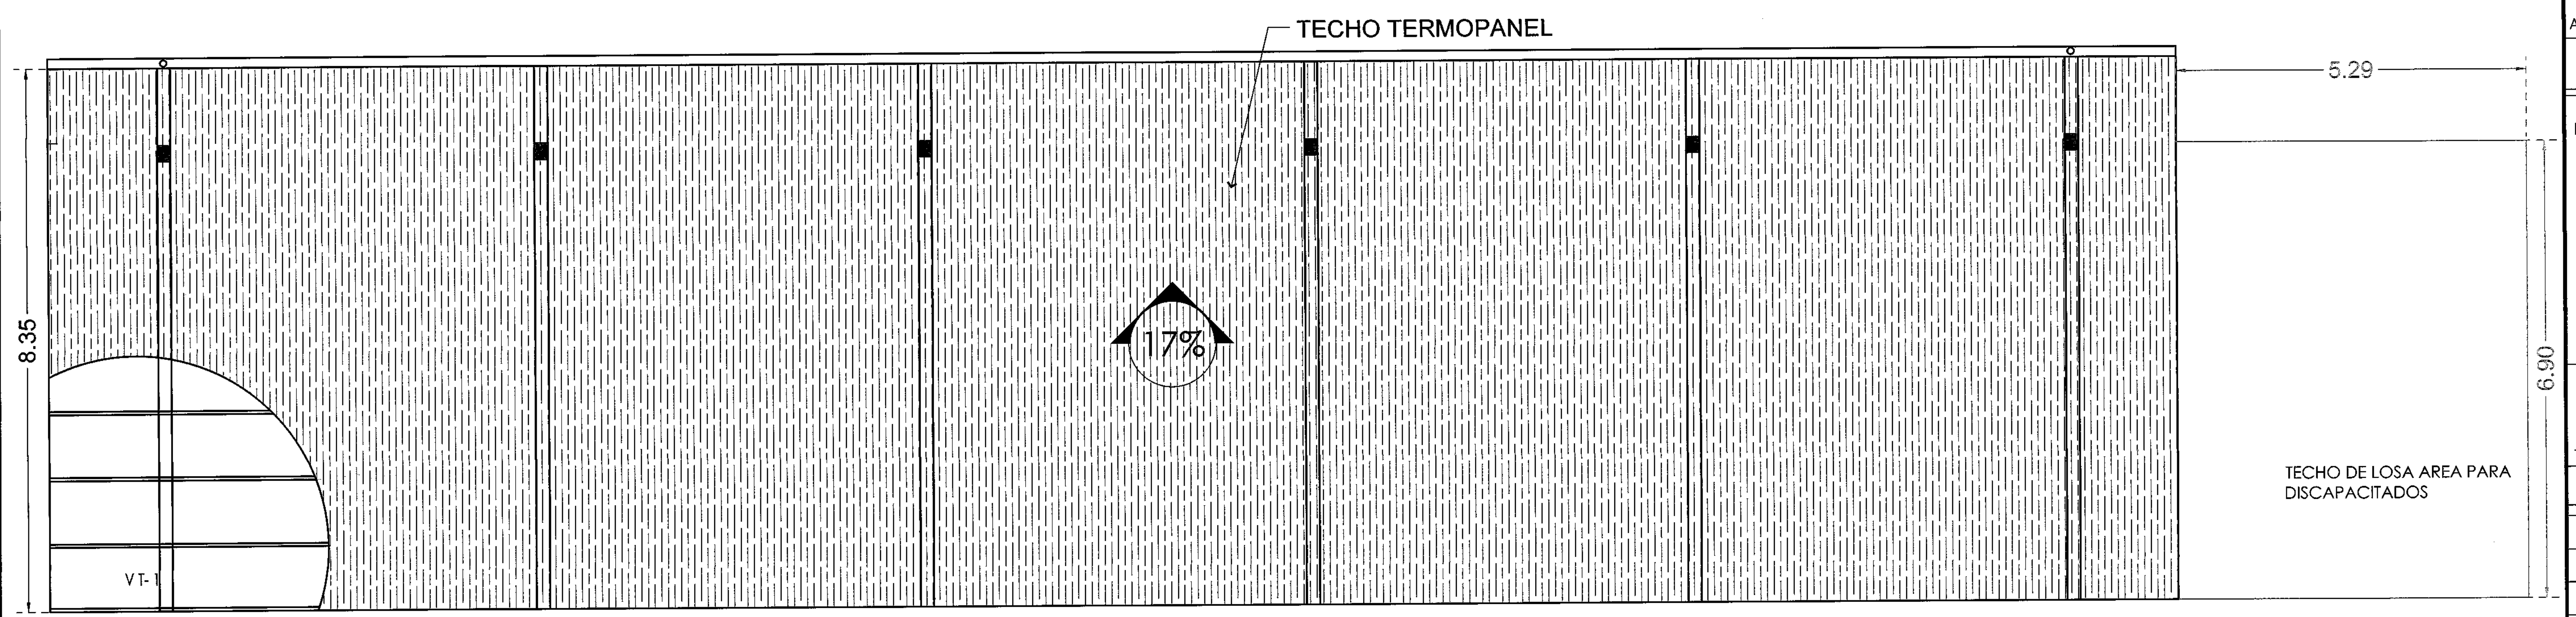 TECHO TERMOPANEL
5.29
8.35
17%
6.90
TECHO DE LOSA AREA PARA
DISCAPACITADOS
VT-1